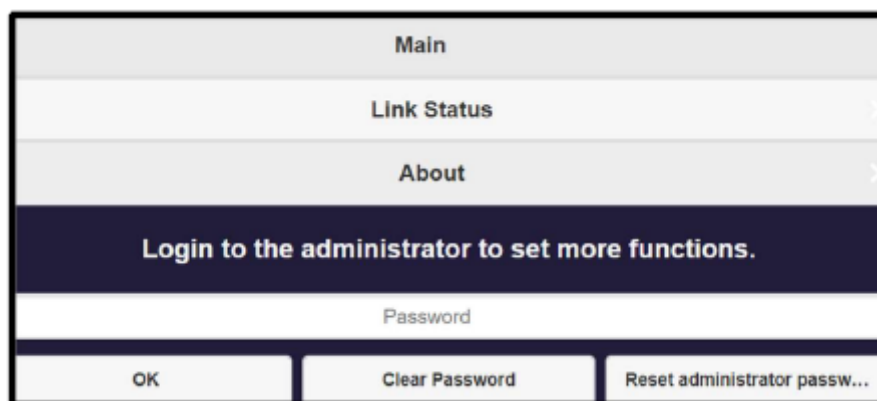 Main
Link Status
About
Login to the administrator to set more functions.
Password
OK
Clear Password
Reset administrator passw...